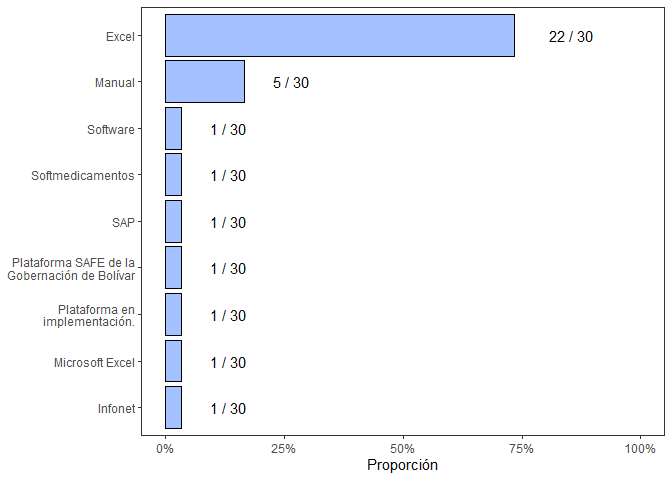 Excel
22 / 30
Manual
5 / 30
Software
1 / 30
Softmedicamentos
1 / 30
SAP
1 / 30
Plataforma SAFE de la
Gobernación de Bolívar
1 / 30
Plataforma en
implementación.
1 / 30
Microsoft Excel
1 / 30
Infonet
1 / 30
0% 25% 50% 75% 100%
Proporción